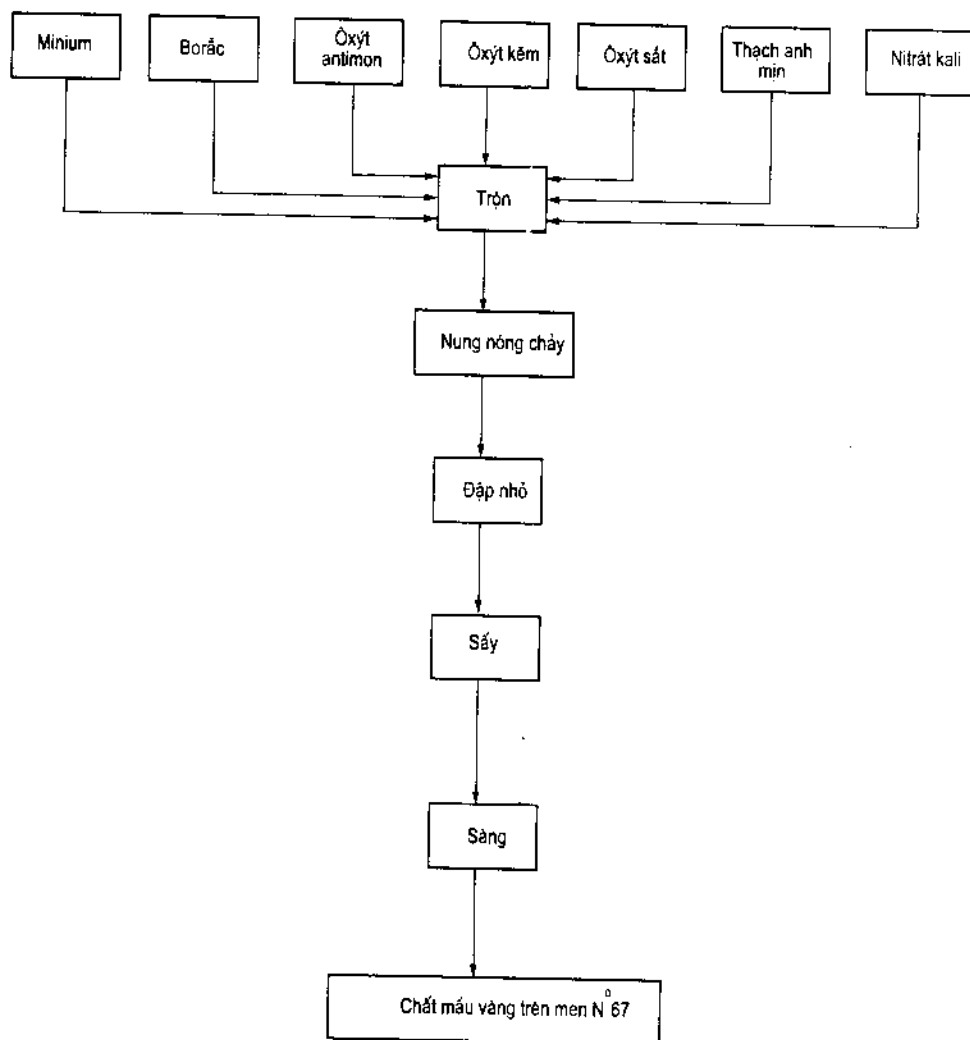 Minium
Borắc
Ôxýt
antimon
Ôxýt kẽm
Ôxýt sắt
Thạch anh
mịn
Nitrát kali
Trộn
Nung nóng chảy
Đập nhỏ
Sấy
Sàng
Chất mầu vàng trên men N°67